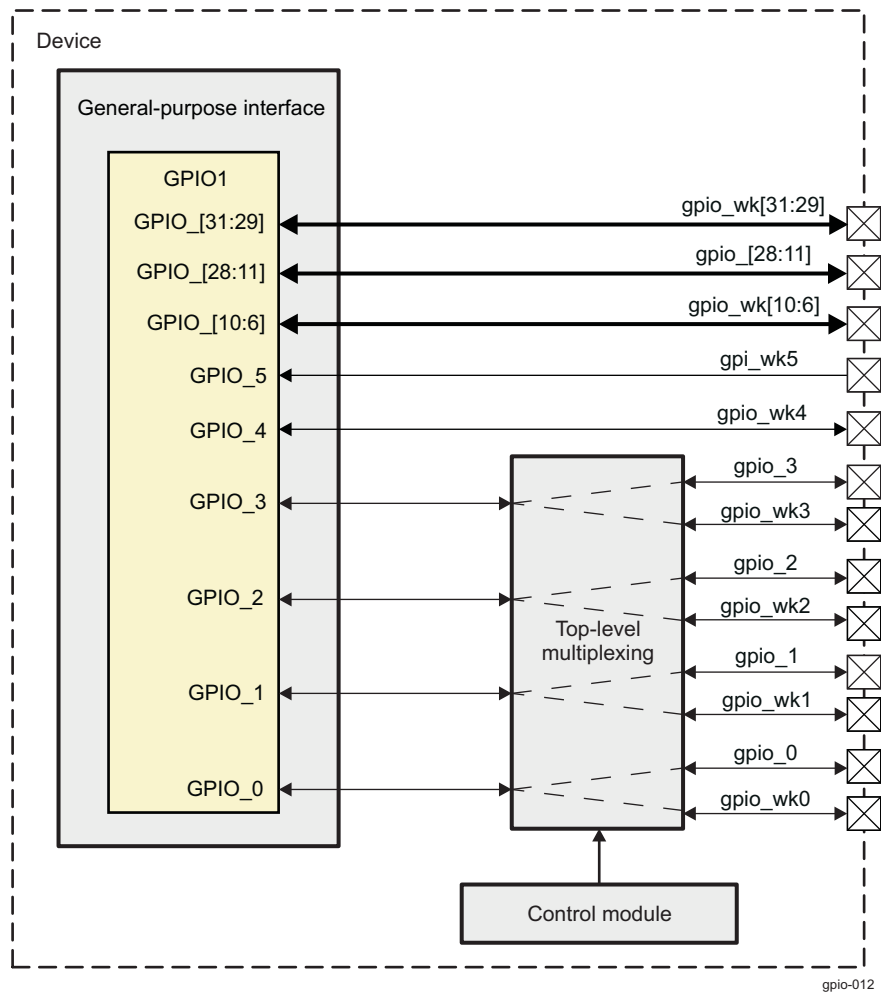 Device
General-purpose interface
GPIO1
GPIO_[31:29]
gpio_wk[31:29]
GPIO_[28:11]
gpio_[28:11]
GPIO_[10:6]
gpio_wk[10:6]
GPIO_5
gpi_wk5
GPIO_4
gpio_wk4
gpio_3
GPIO_3
gpio_wk3
gpio_2
GPIO_2
gpio_wk2
Top-level
multiplexing
gpio_1
GPIO_1
gpio_wk1
gpio_0
GPIO_0
gpio_wk0
Control module
gpio-012